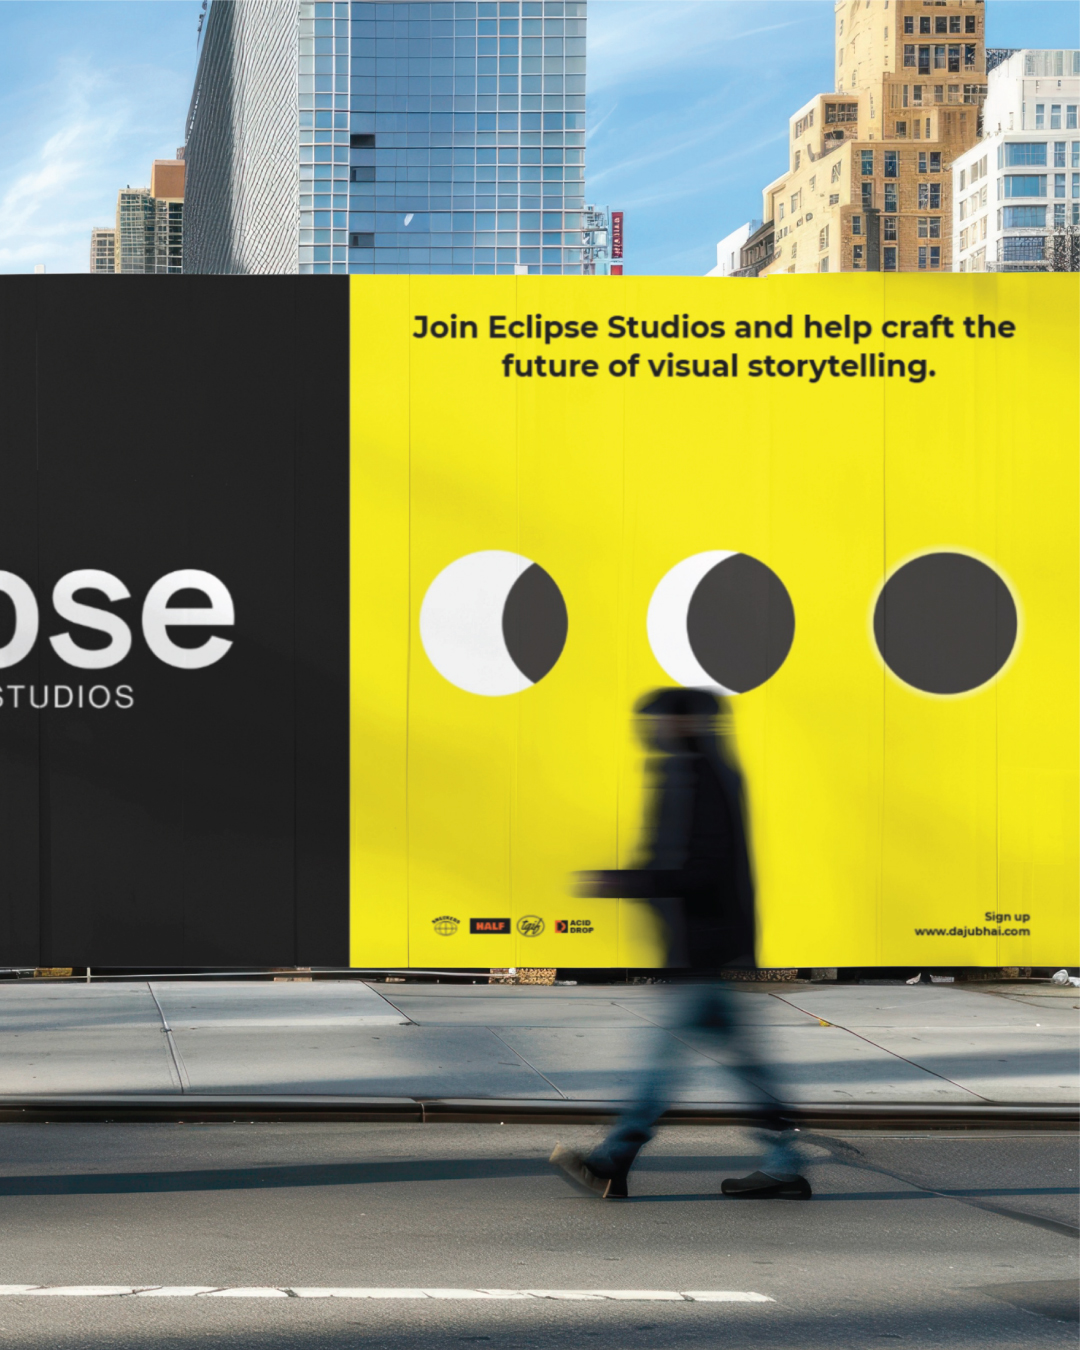 Join Eclipse Studios and help craft the
future of visual storytelling.
pse
STUDIOS
HALF
ACID
DROP
Sign up
www.dajubhai.com